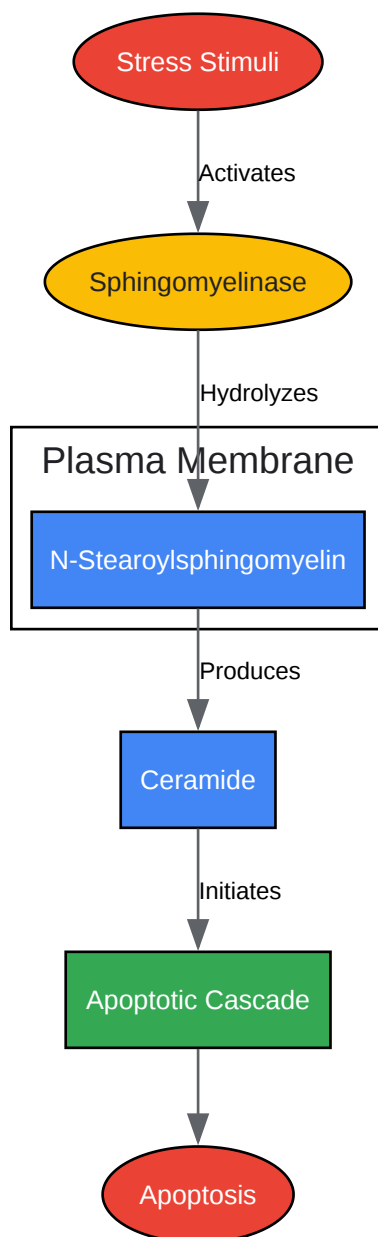 Stress Stimuli
Activates
Sphingomyelinase
Hydrolyzes
Plasma Membrane
N-Stearoylsphingomyelin
Produces
Ceramide
Initiates
Apoptotic Cascade
Apoptosis